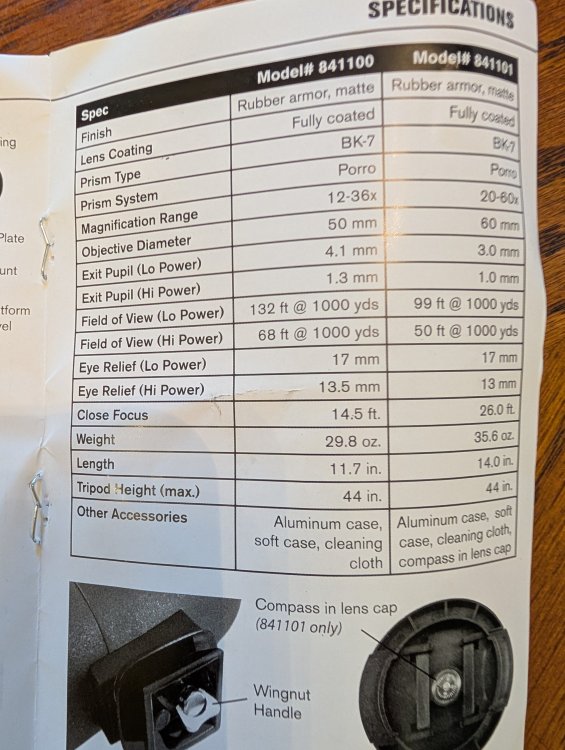 SPECIFICATIONS
ing
Plate
unt
tform
vel
Spec Model# 841100 Model# 841101
Finish Rubber armor, matte Rubber armor, matte
Lens Coating Fully coated Fully coated
Prism Type BK-7 BK-7
Prism System Porro Porro
Magnification Range 12-36x 20-60x
Objective Diameter 50 mm 60 mm
Exit Pupil (Lo Power) 4.1 mm 3.0 mm
Exit Pupil (Hi Power) 1.3 mm 1.0 mm
Field of View (Lo Power) 132 ft @ 1000 yds 99 ft @ 1000 yds
Field of View (Hi Power) 68 ft @ 1000 yds 50 ft @ 1000 yds
Eye Relief (Lo Power) 17 mm 17 mm
Eye Relief (Hi Power) 13.5 mm 13 mm
Close Focus 14.5 ft. 26.0 ft.
Weight 29.8 oz. 35.6 oz.
Length 11.7 in. 14.0 in.
Tripod Height (max.) 44 in. 44 in.
Other Accessories Aluminum case, Aluminum case, soft
soft case, cleaning case, cleaning cloth,
cloth compass in lens cap
Compass in lens cap
(841101 only)
Wingnut
Handle